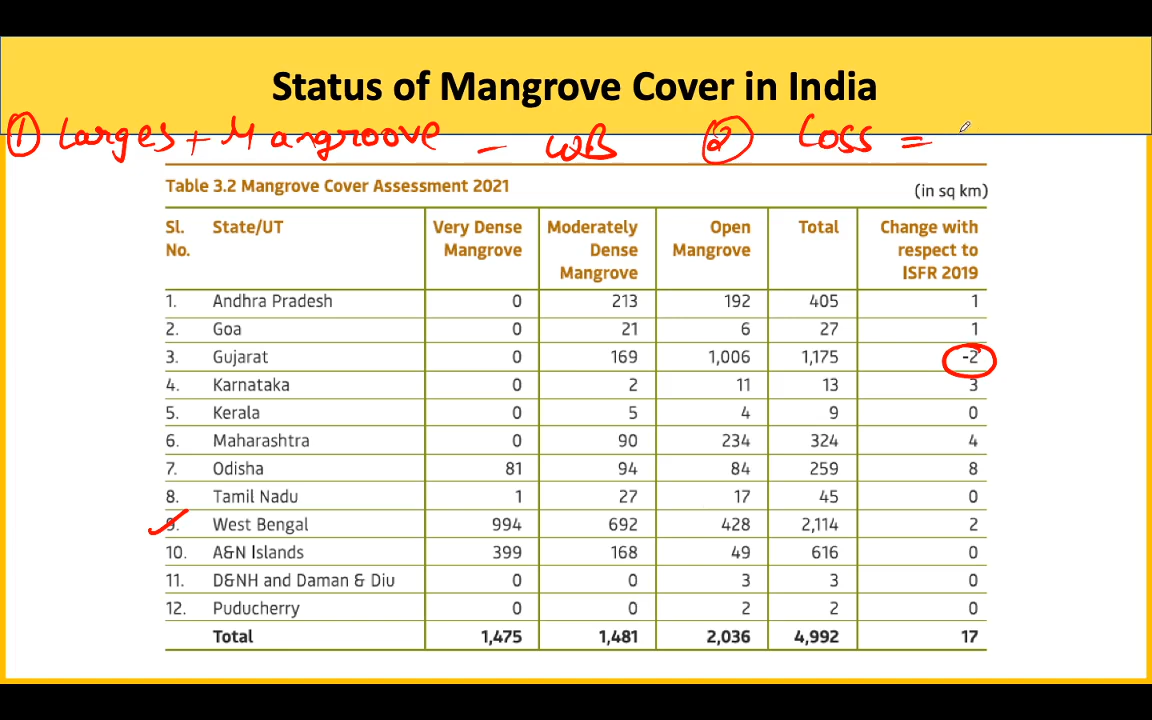 Status of Mangrove Cover in India
① Largest Mangroove - WB ② Loss =
Table 3.2 Mangrove Cover Assessment 2021 (in sq km)
Sl. State/UT Very Dense Moderately Open Total Change with
No. Mangrove Dense Mangrove respect to
Mangrove ISFR 2019
1. Andhra Pradesh 0 213 192 405 1
2. Goa 0 21 6 27 1
3. Gujarat 0 169 1,006 1,175 -2
4. Karnataka 0 2 11 13 3
5. Kerala 0 5 4 9 0
6. Maharashtra 0 90 234 324 4
7. Odisha 81 94 84 259 8
8. Tamil Nadu 1 27 17 45 0
9. West Bengal 994 692 428 2,114 2
10. A&N Islands 399 168 49 616 0
11. D&NH and Daman & Diu 0 0 3 3 0
12. Puducherry 0 0 2 2 0
Total 1,475 1,481 2,036 4,992 17